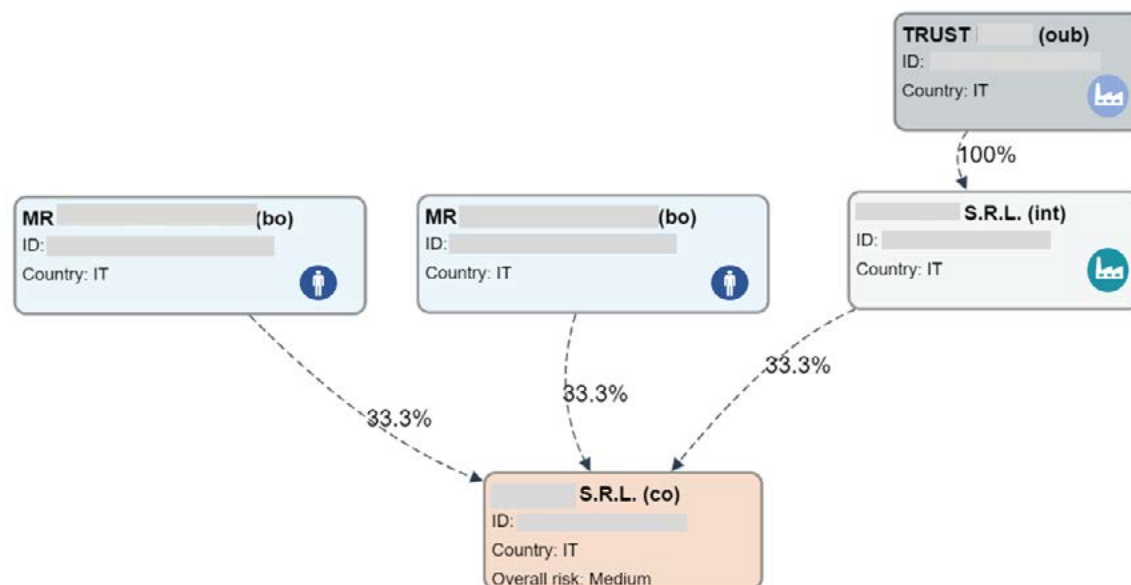 TRUST (oub)
ID:
Country: IT
100%
MR (bo)
ID:
Country: IT
MR (bo)
ID:
Country: IT
S.R.L. (int)
ID:
Country: IT
33.3%
33.3%
33.3%
S.R.L. (co)
ID:
Country: IT
Overall risk: Medium